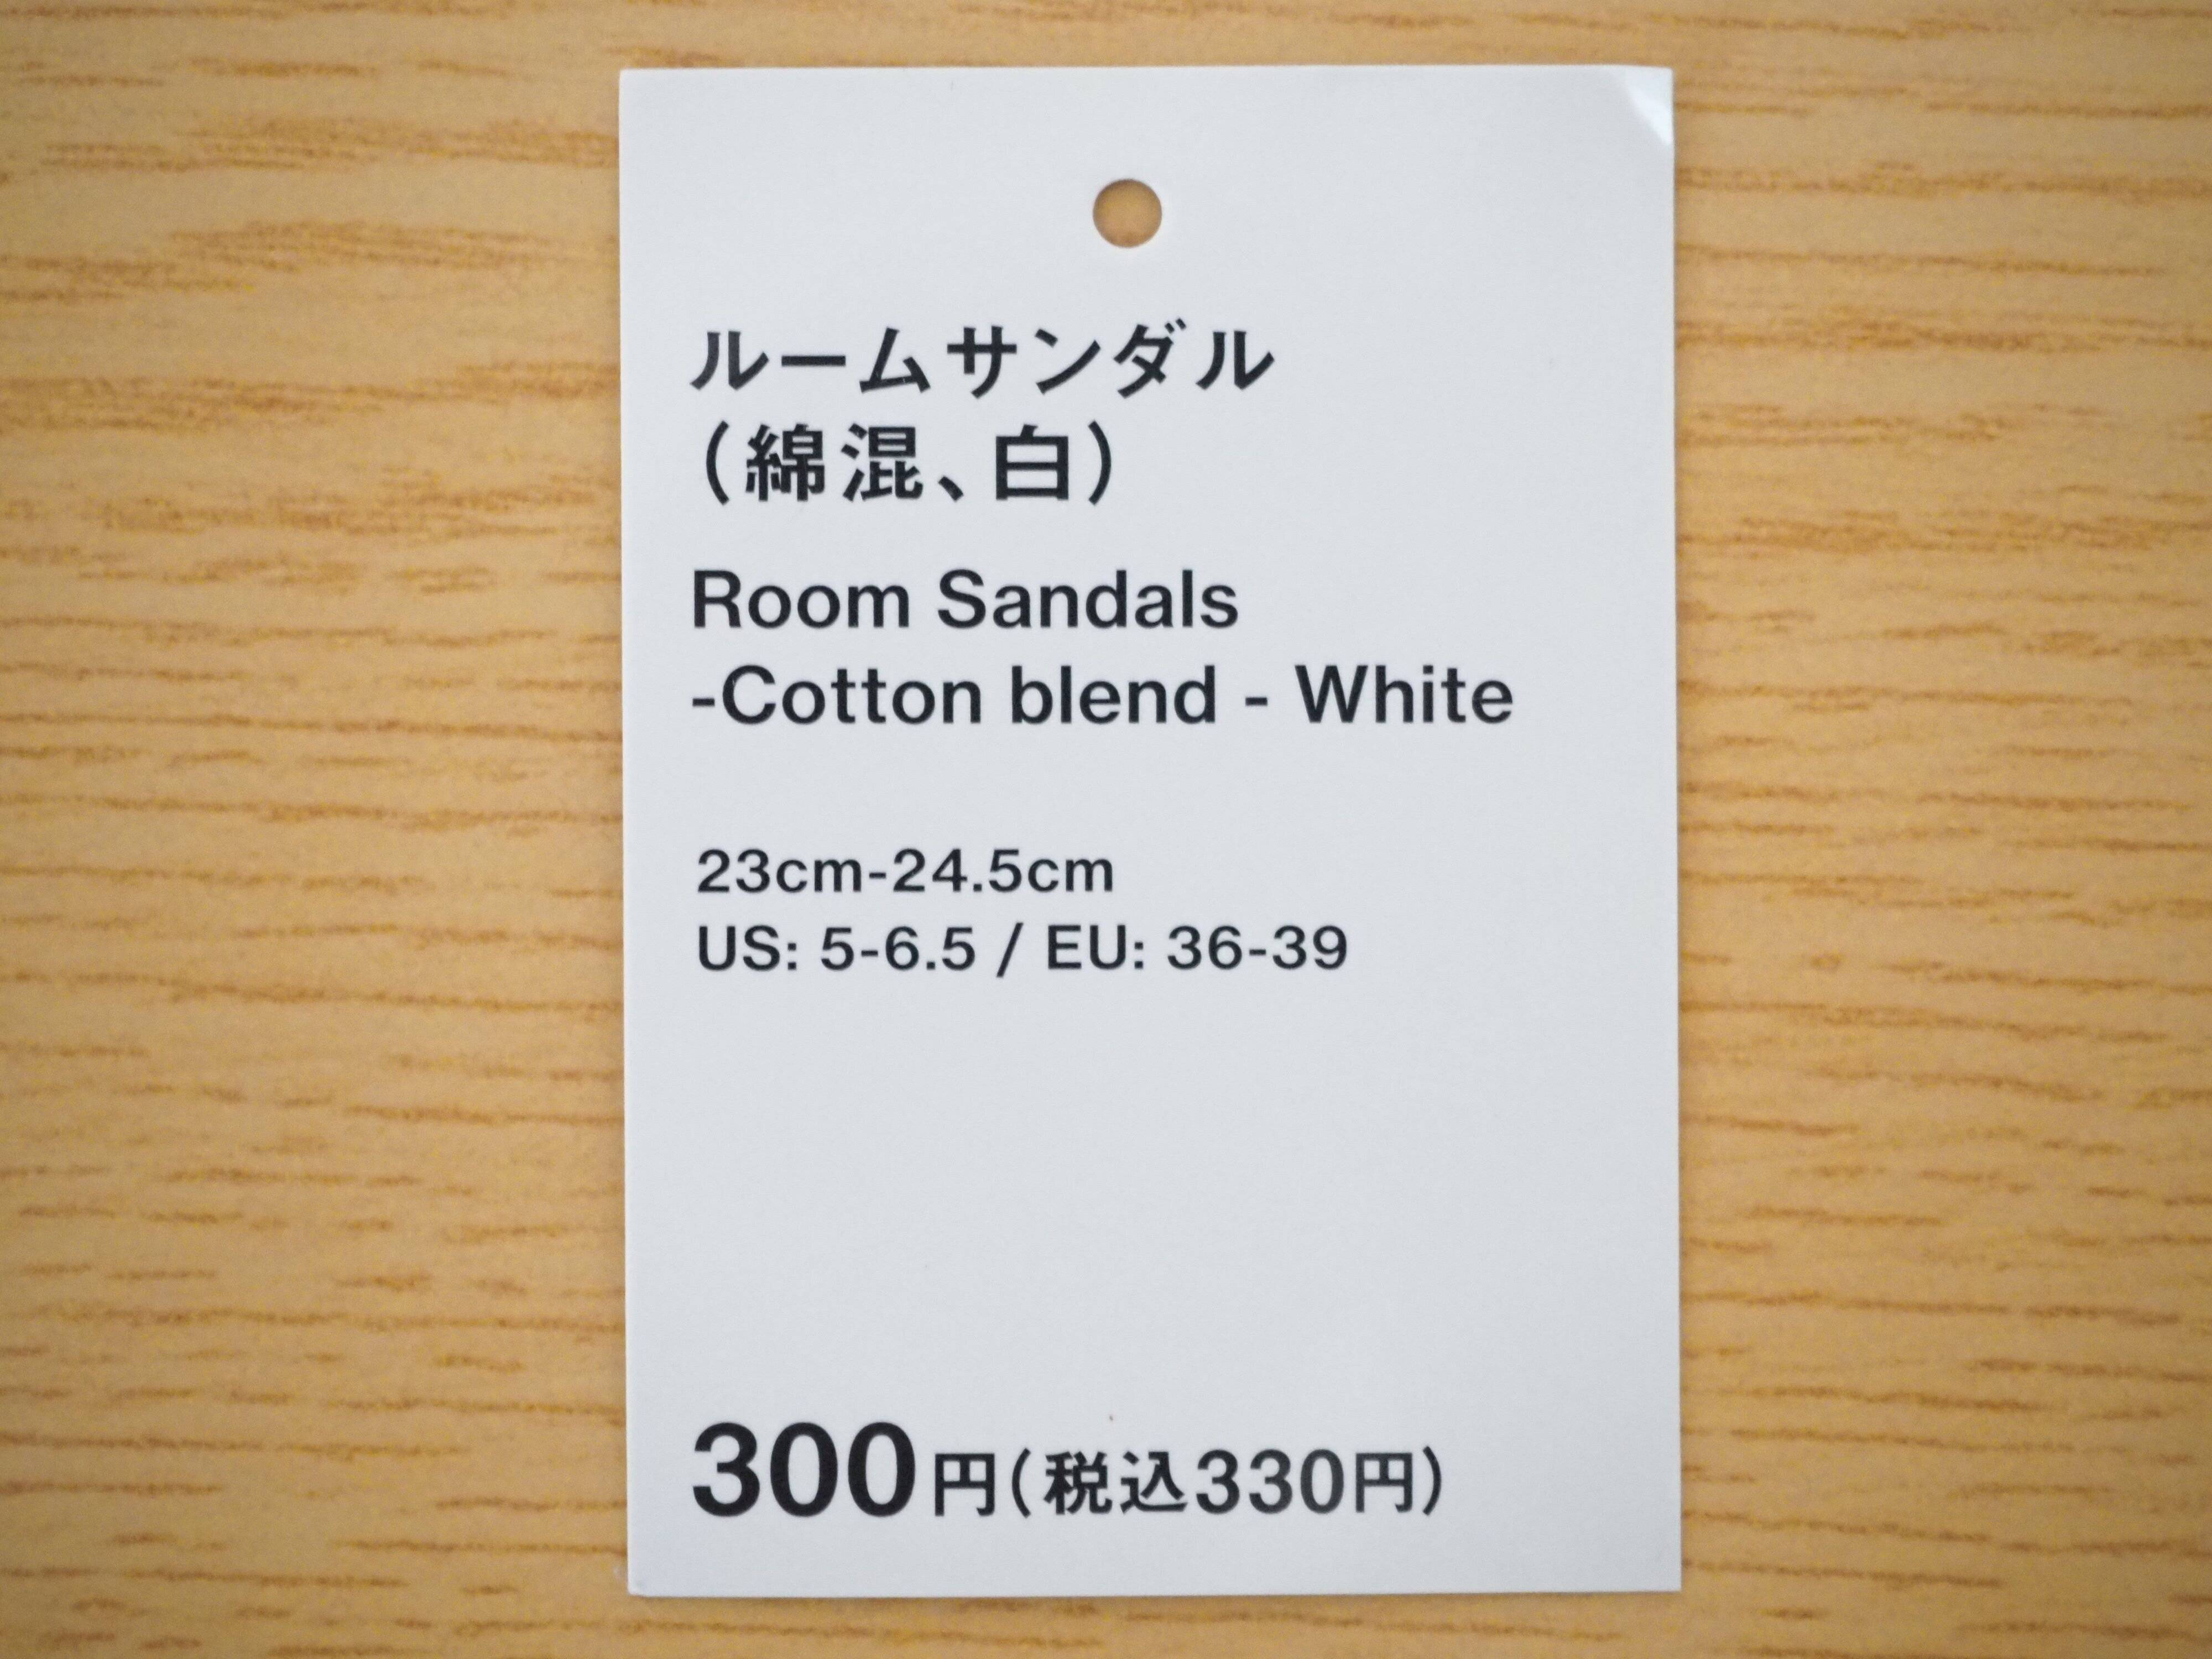 ルームサンダル
（綿混、白）
Room Sandals
-Cotton blend - White
23cm-24.5cm
US: 5-6.5 / EU: 36-39
300円（税込330円）